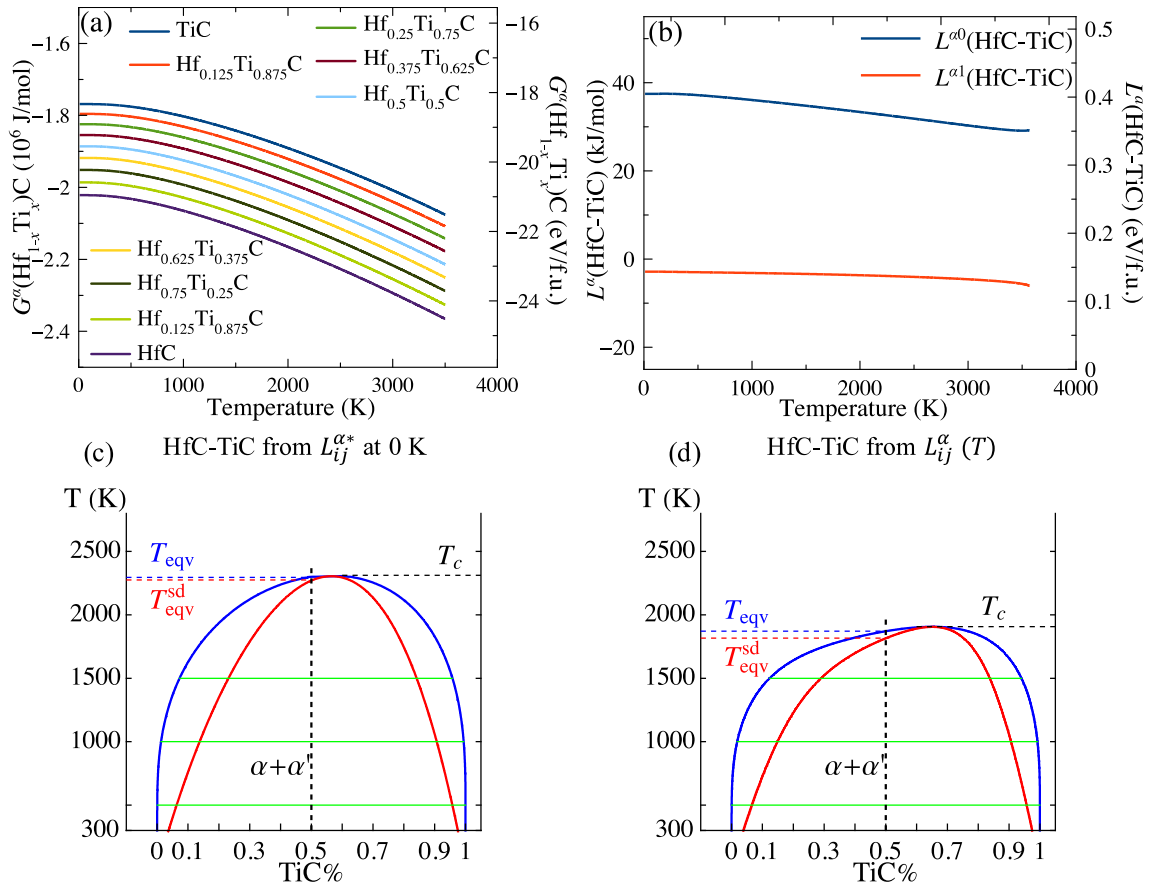 (a)
TiC
Hf0.125Ti0.875C
Hf0.25Ti0.75C
Hf0.375Ti0.625C
Hf0.5Ti0.5C
Hf0.625Ti0.375C
Hf0.75Ti0.25C
Hf0.125Ti0.875C
HfC
Gα(Hf1-xTix)C (10⁶ J/mol)
−1.6
−1.8
−2
−2.2
−2.4
Gα(Hf1-xTix)C (eV/f.u.)
−16
−18
−20
−22
−24
0 1000 2000 3000 4000
Temperature (K)
(b)
Lα0(HfC-TiC)
Lα1(HfC-TiC)
Lα(HfC-TiC) (kJ/mol)
40
20
0
−20
Lα(HfC-TiC) (eV/f.u.)
0.5
0.4
0.3
0.2
0.1
0
0 1000 2000 3000 4000
Temperature (K)
(c) HfC-TiC from Lijα* at 0 K
T (K)
2500
2000
1500
1000
300
Teqv
Teqvsd
Tc
α+α'
0 0.1 0.3 0.5 0.7 0.9 1
TiC%
(d) HfC-TiC from Lijα (T)
T (K)
2500
2000
1500
1000
300
Teqv
Teqvsd
Tc
α+α'
0 0.1 0.3 0.5 0.7 0.9 1
TiC%